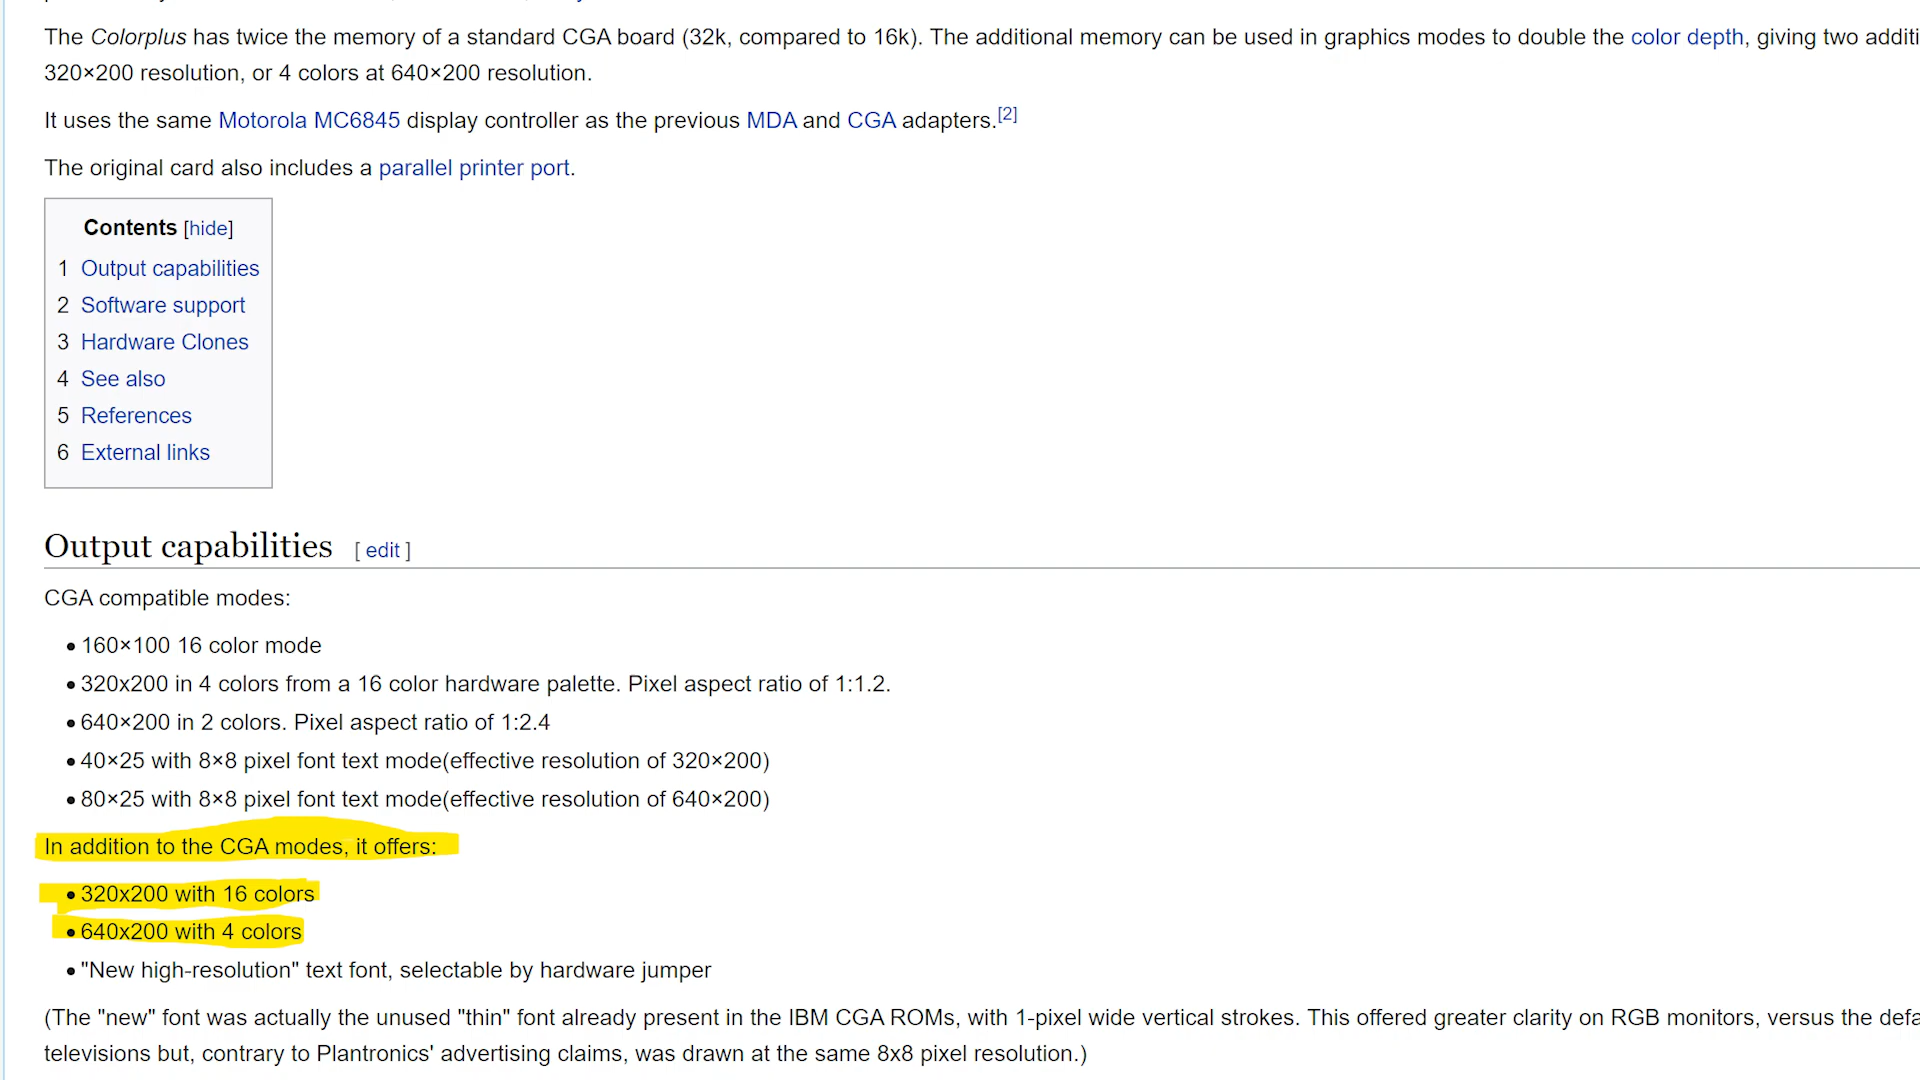 The Colorplus has twice the memory of a standard CGA board (32k, compared to 16k). The additional memory can be used in graphics modes to double the color depth, giving two additi
320×200 resolution, or 4 colors at 640×200 resolution.
It uses the same Motorola MC6845 display controller as the previous MDA and CGA adapters.[2]
The original card also includes a parallel printer port.
Contents [hide]
1 Output capabilities
2 Software support
3 Hardware Clones
4 See also
5 References
6 External links
Output capabilities [ edit ]
CGA compatible modes:
• 160×100 16 color mode
• 320x200 in 4 colors from a 16 color hardware palette. Pixel aspect ratio of 1:1.2.
• 640×200 in 2 colors. Pixel aspect ratio of 1:2.4
• 40×25 with 8×8 pixel font text mode(effective resolution of 320×200)
• 80×25 with 8×8 pixel font text mode(effective resolution of 640×200)
In addition to the CGA modes, it offers:
• 320x200 with 16 colors
• 640x200 with 4 colors
• "New high-resolution" text font, selectable by hardware jumper
(The "new" font was actually the unused "thin" font already present in the IBM CGA ROMs, with 1-pixel wide vertical strokes. This offered greater clarity on RGB monitors, versus the defa
televisions but, contrary to Plantronics' advertising claims, was drawn at the same 8x8 pixel resolution.)